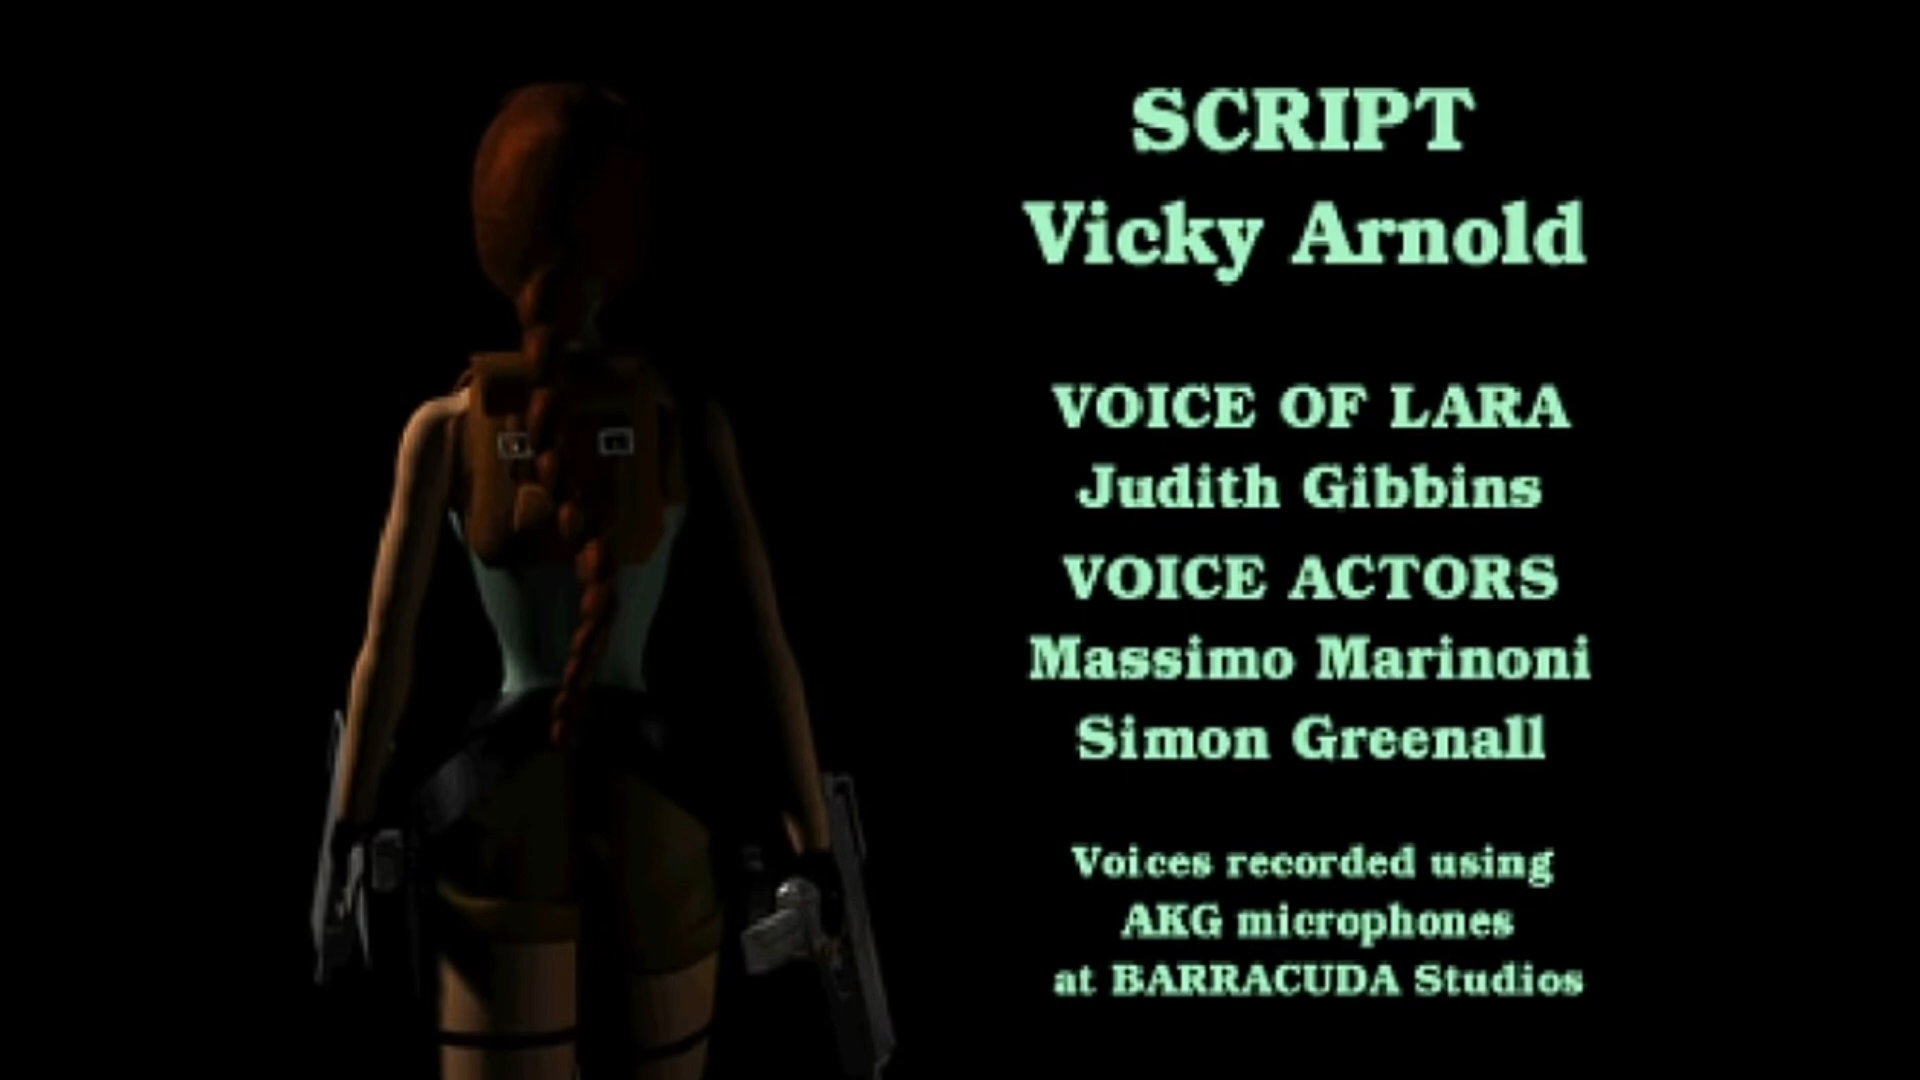 SCRIPT
Vicky Arnold
VOICE OF LARA
Judith Gibbins
VOICE ACTORS
Massimo Marinoni
Simon Greenall
Voices recorded using
AKG microphones
at BARRACUDA Studios